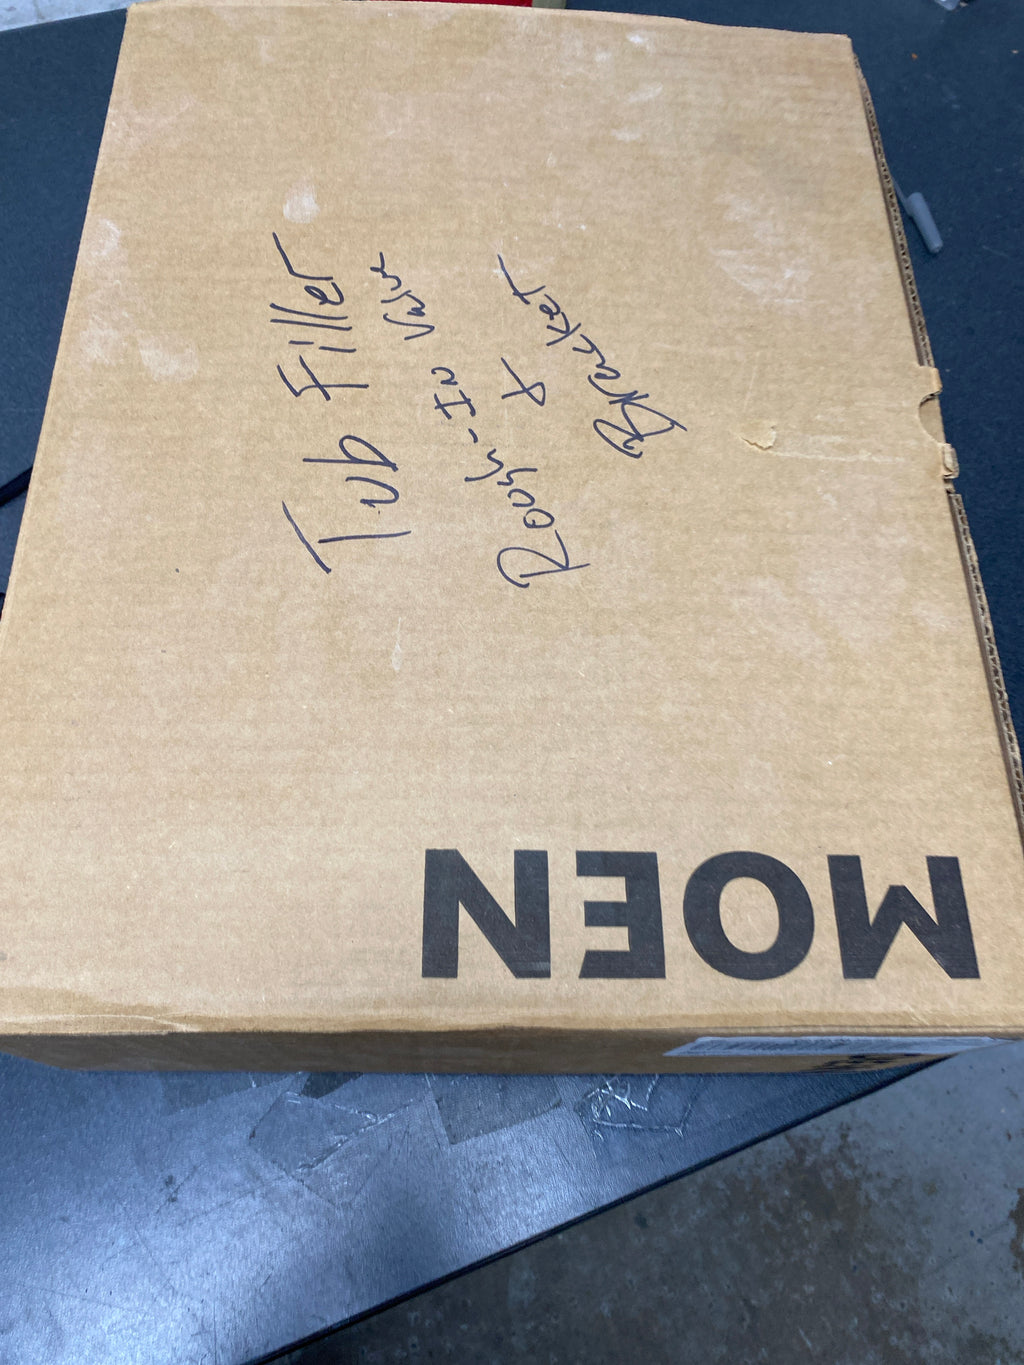 Tub Filler
Rough-In Valve
&
Bracket
MOEN